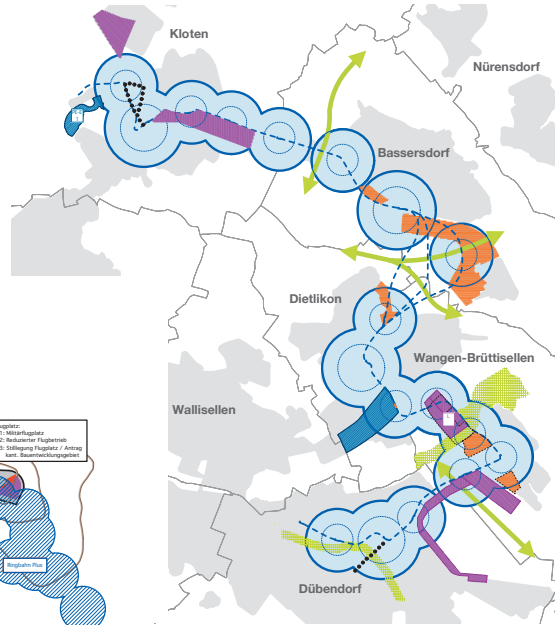 Kloten
Nürensdorf
Bassersdorf
Dietlikon
Wangen-Brüttisellen
Wallisellen
ugplatz:
1: Militärflugplatz
2: Reduzierter Flugbetrieb
3: Stilllegung Flugplatz / Antrag
kant. Bauentwicklungsgebiet
Ringbahn Plus
Dübendorf